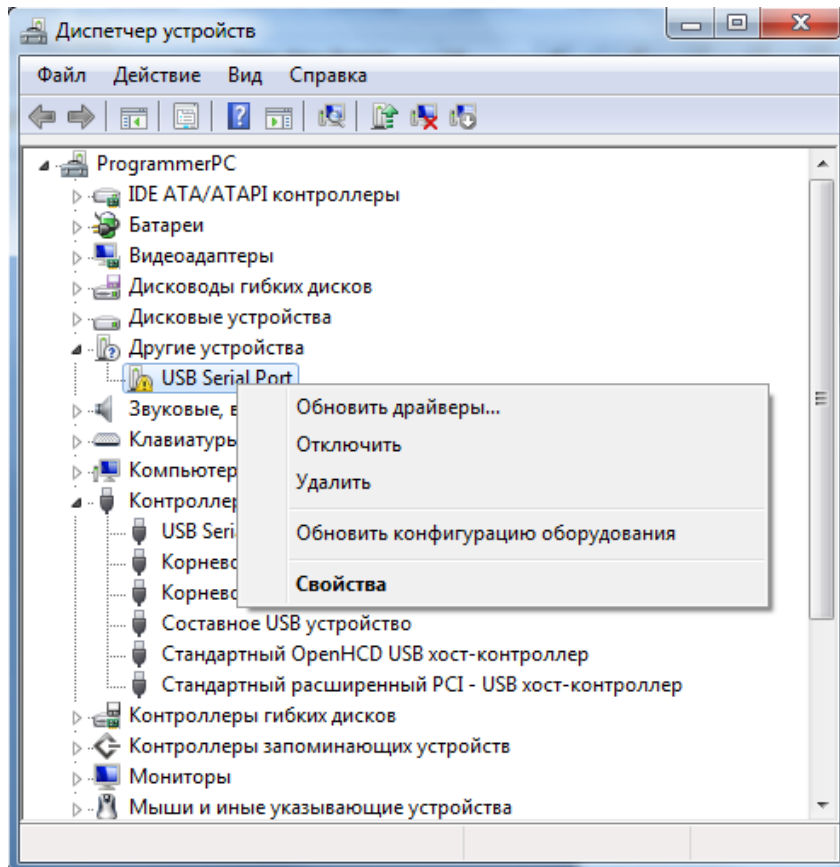 Диспетчер устройств
Файл Действие Вид Справка
ProgrammerPC
IDE ATA/ATAPI контроллеры
Батареи
Видеоадаптеры
Дисководы гибких дисков
Дисковые устройства
Другие устройства
USB Serial Port
Звуковые, в
Клавиатуры
Компьютер
Контроллер
USB Seri
Корнево
Корнево
Обновить драйверы...
Отключить
Удалить
Обновить конфигурацию оборудования
Свойства
Составное USB устройство
Стандартный OpenHCD USB хост-контроллер
Стандартный расширенный PCI - USB хост-контроллер
Контроллеры гибких дисков
Контроллеры запоминающих устройств
Мониторы
Мыши и иные указывающие устройства